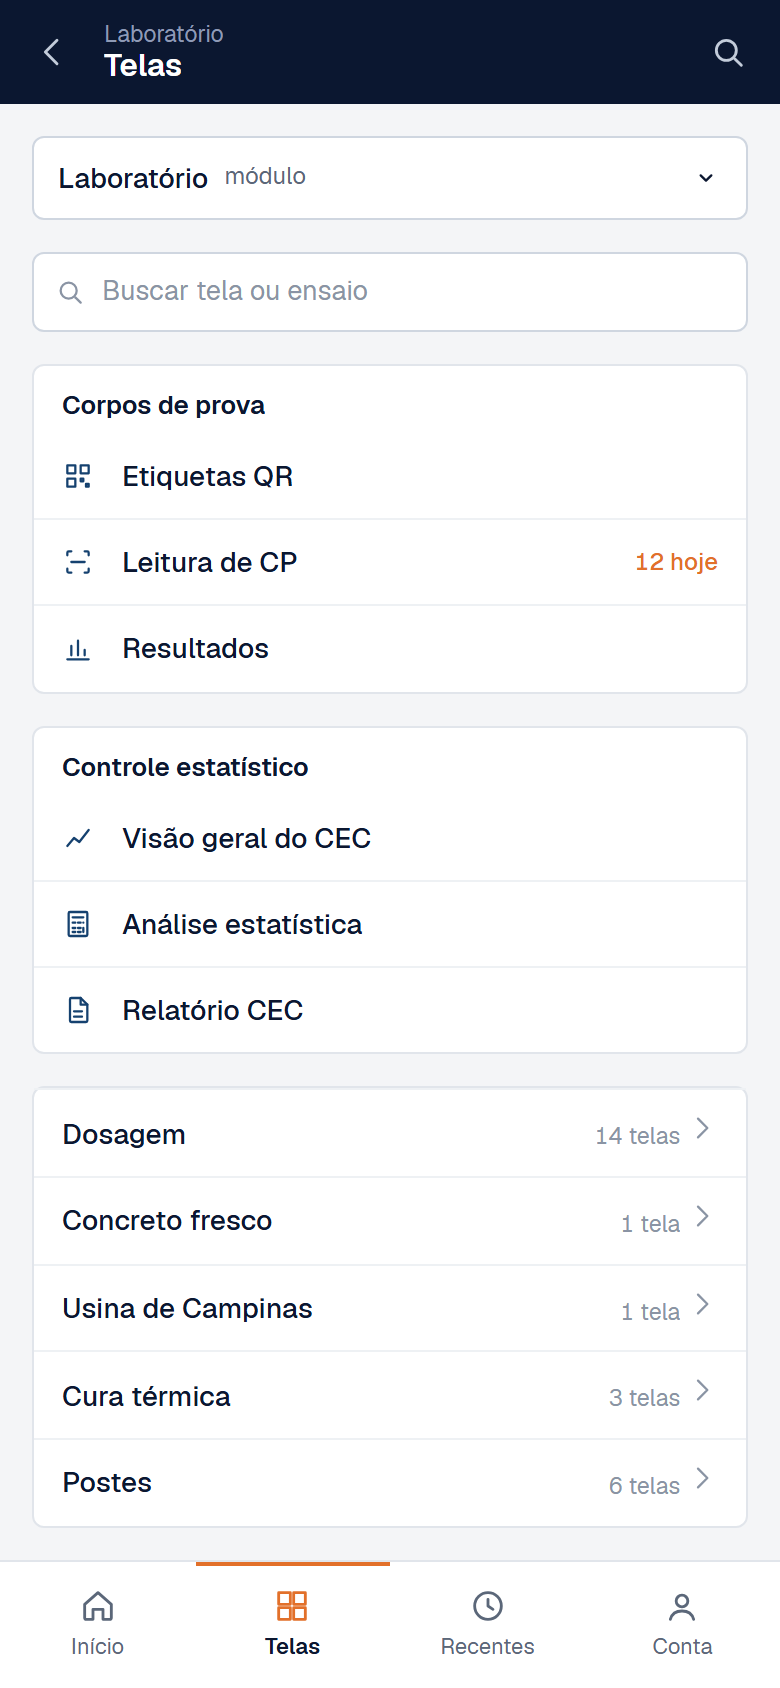 Laboratório
Telas
Laboratório módulo
Buscar tela ou ensaio
Corpos de prova
Etiquetas QR
Leitura de CP 12 hoje
Resultados
Controle estatístico
Visão geral do CEC
Análise estatística
Relatório CEC
Dosagem 14 telas
Concreto fresco 1 tela
Usina de Campinas 1 tela
Cura térmica 3 telas
Postes 6 telas
Início Telas Recentes Conta